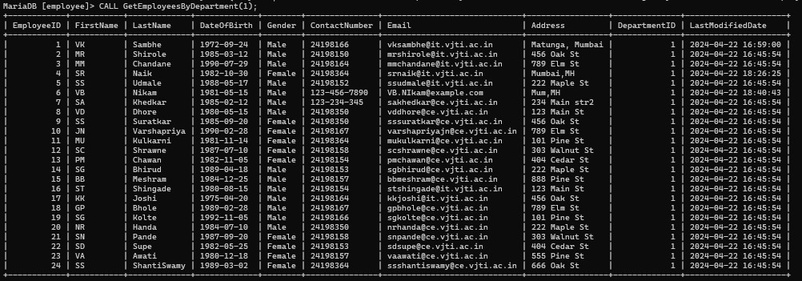 MariaDB [employee]> CALL GetEmployeesByDepartment(1);
| EmployeeID | FirstName | LastName | DateOfBirth | Gender | ContactNumber | Email | Address | DepartmentID | LastModifiedDate |
| 1 | VK | Sambhe | 1972-09-24 | Male | 24198166 | vksambhe@it.vjti.ac.in | Matunga, Mumbai | 1 | 2024-04-22 16:59:00 |
| 2 | MR | Shirole | 1985-03-12 | Male | 24198150 | mrshirole@it.vjti.ac.in | 456 Oak St | 1 | 2024-04-22 16:45:54 |
| 3 | MM | Chandane | 1990-07-29 | Male | 24198164 | mmchandane@it.vjti.ac.in | 789 Elm St | 1 | 2024-04-22 16:45:54 |
| 4 | SR | Naik | 1982-10-30 | Female | 24198364 | srnaik@it.vjti.ac.in | Mumbai,MH | 1 | 2024-04-22 18:26:25 |
| 5 | SS | Udmale | 1988-05-17 | Male | 24198152 | ssudmale@it.vjti.ac.in | 222 Maple St | 1 | 2024-04-22 16:45:54 |
| 6 | VB | Nikam | 1981-05-15 | Male | 123-456-7890 | VB.NIkam@example.com | Mum,MH | 1 | 2024-04-22 18:40:43 |
| 7 | SA | Khedkar | 1985-02-12 | Male | 123-234-345 | sakhedkar@ce.vjti.ac.in | 234 Main str2 | 1 | 2024-04-22 16:45:54 |
| 8 | VD | Dhore | 1980-05-15 | Male | 24198350 | vddhore@ce.vjti.ac.in | 123 Main St | 1 | 2024-04-22 16:45:54 |
| 9 | SS | Suratkar | 1985-09-20 | Female | 24198350 | sssuratkar@ce.vjti.ac.in | 456 Oak St | 1 | 2024-04-22 16:45:54 |
| 10 | JN | Varshapriya | 1990-02-28 | Female | 24198167 | varshapriyajn@ce.vjti.ac.in | 789 Elm St | 1 | 2024-04-22 16:45:54 |
| 11 | MU | Kulkarni | 1981-11-14 | Female | 24198364 | mukulkarni@ce.vjti.ac.in | 101 Pine St | 1 | 2024-04-22 16:45:54 |
| 12 | SC | Shrawne | 1987-07-10 | Female | 24198158 | scshrawne@ce.vjti.ac.in | 303 Walnut St | 1 | 2024-04-22 16:45:54 |
| 13 | PM | Chawan | 1982-11-05 | Female | 24198154 | pmchawan@ce.vjti.ac.in | 404 Cedar St | 1 | 2024-04-22 16:45:54 |
| 14 | SG | Bhirud | 1989-04-18 | Male | 24198153 | sgbhirud@ce.vjti.ac.in | 222 Maple St | 1 | 2024-04-22 16:45:54 |
| 15 | BB | Meshram | 1984-12-25 | Male | 24198157 | bbmeshram@ce.vjti.ac.in | 888 Pine St | 1 | 2024-04-22 16:45:54 |
| 16 | ST | Shingade | 1980-08-15 | Male | 24198154 | stshingade@it.vjti.ac.in | 123 Main St | 1 | 2024-04-22 16:45:54 |
| 17 | KK | Joshi | 1975-04-20 | Male | 24198164 | kkjoshi@it.vjti.ac.in | 456 Oak St | 1 | 2024-04-22 16:45:54 |
| 18 | GP | Bhole | 1989-02-28 | Male | 24198167 | gpbhole@ce.vjti.ac.in | 789 Elm St | 1 | 2024-04-22 16:45:54 |
| 19 | SG | Kolte | 1992-11-05 | Male | 24198166 | sgkolte@ce.vjti.ac.in | 101 Pine St | 1 | 2024-04-22 16:45:54 |
| 20 | NR | Handa | 1984-07-10 | Male | 24198350 | nrhanda@ce.vjti.ac.in | 222 Maple St | 1 | 2024-04-22 16:45:54 |
| 21 | SN | Pande | 1987-09-20 | Female | 24198158 | snpande@ce.vjti.ac.in | 303 Walnut St | 1 | 2024-04-22 16:45:54 |
| 22 | SD | Supe | 1982-05-25 | Female | 24198153 | sdsupe@ce.vjti.ac.in | 404 Cedar St | 1 | 2024-04-22 16:45:54 |
| 23 | VA | Awati | 1980-12-18 | Female | 24198157 | vaawati@ce.vjti.ac.in | 555 Pine St | 1 | 2024-04-22 16:45:54 |
| 24 | SS | ShantiSwamy | 1989-03-02 | Female | 24198364 | ssshantiswamy@ce.vjti.ac.in | 666 Oak St | 1 | 2024-04-22 16:45:54 |